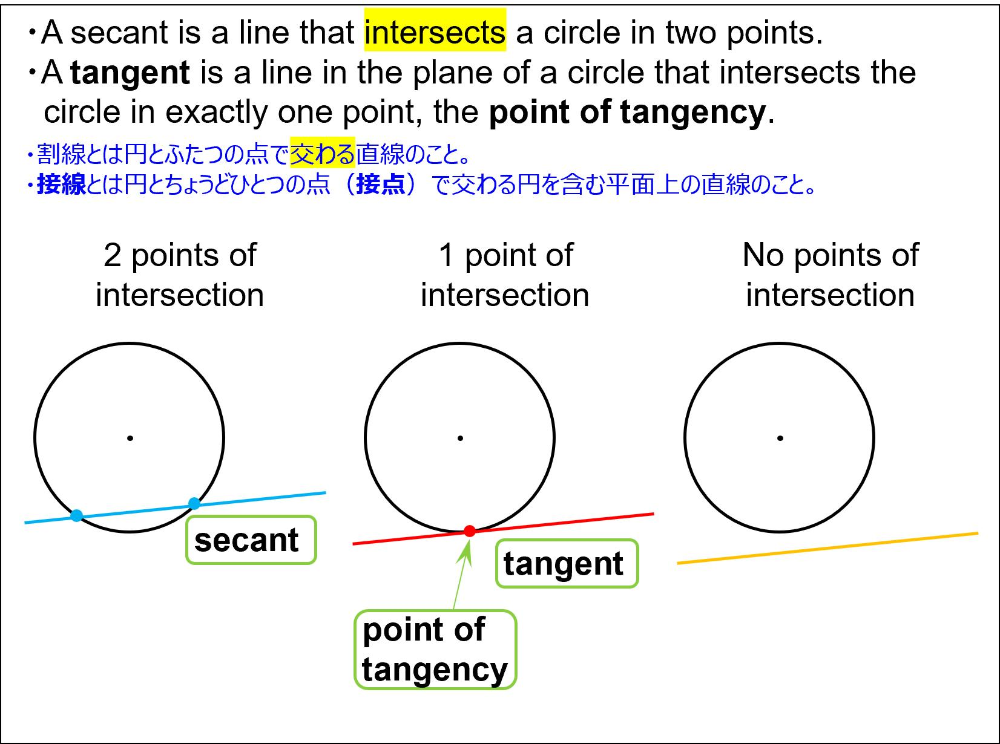 ・A secant is a line that intersects a circle in two points.
・A tangent is a line in the plane of a circle that intersects the
circle in exactly one point, the point of tangency.
・割線とは円とふたつの点で交わる直線のこと。
・接線とは円とちょうどひとつの点（接点）で交わる円を含む平面上の直線のこと。
2 points of
intersection
1 point of
intersection
No points of
intersection
secant
tangent
point of
tangency